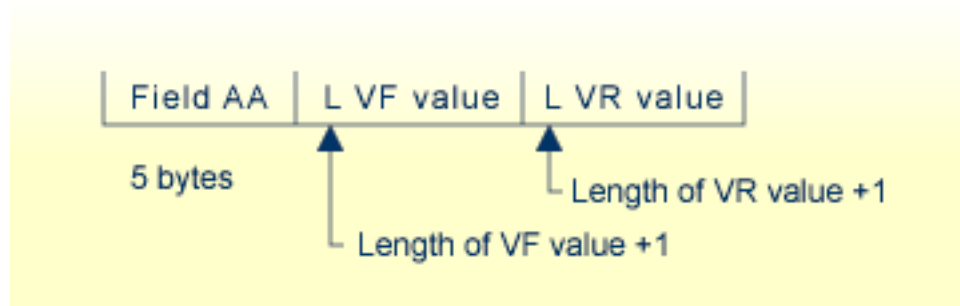 Field AA L VF value L VR value
5 bytes
Length of VR value +1
Length of VF value +1